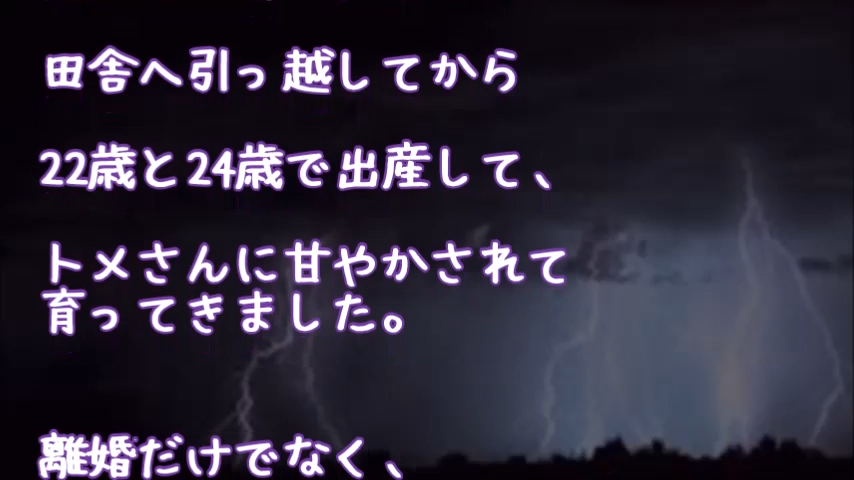 田舎へ引っ越してから
22歳と24歳で出産して、
トメさんに甘やかされて
育ってきました。
離婚だけでなく、